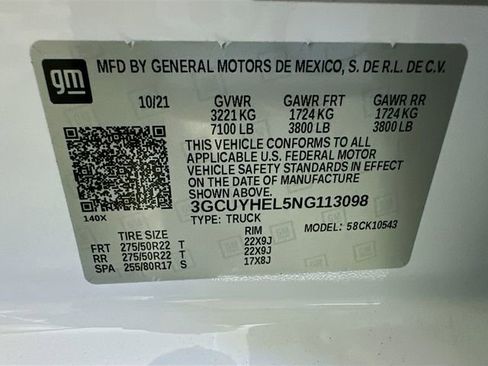 gm
MFD BY GENERAL MOTORS DE MEXICO, S. DE R.L. DE C.V.
10/21 GVWR GAWR FRT GAWR RR
3221 KG 1724 KG 1724 KG
7100 LB 3800 LB 3800 LB
THIS VEHICLE CONFORMS TO ALL
APPLICABLE U.S. FEDERAL MOTOR
VEHICLE SAFETY STANDARDS IN EFFECT
ON THE DATE OF MANUFACTURE
SHOWN ABOVE.
3GCUYHEL5NG113098
140X TYPE: TRUCK MODEL: 58CK10543
TIRE SIZE RIM
FRT 275/50R22 T 22X9J
RR 275/50R22 T 22X9J
SPA 255/80R17 S 17X8J